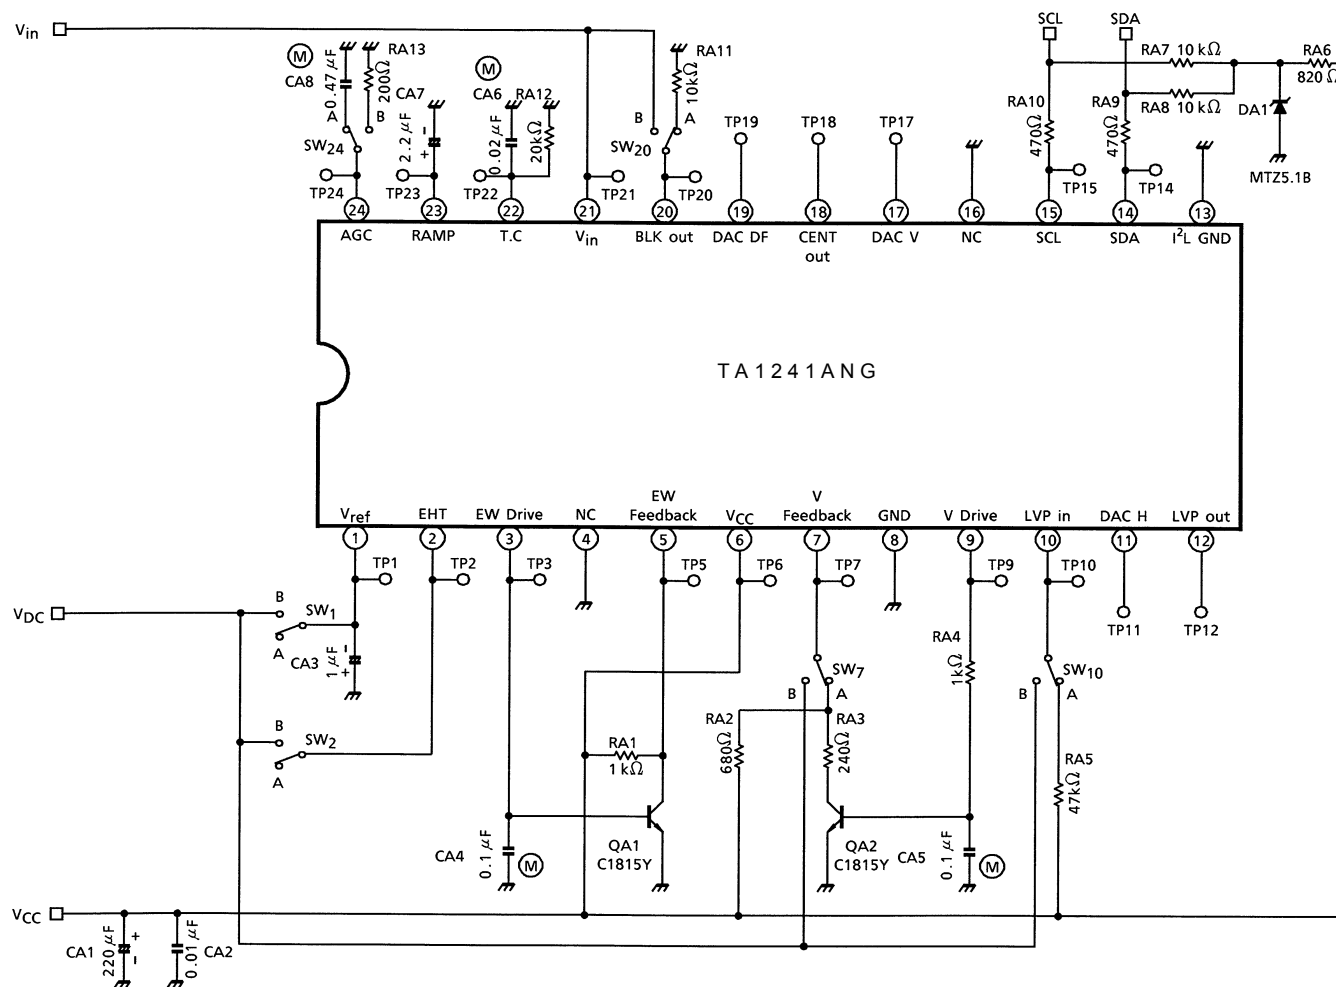 Vin
SCL
SDA
M
CA8
0.47 μF
RA13
200Ω
A
B
SW24
TP24
CA7
2.2 μF
-
+
TP23
M
CA6
0.02 μF
RA12
20kΩ
TP22
TP21
RA11
10kΩ
B
A
SW20
TP20
TP19
TP18
TP17
RA7 10 kΩ
RA8 10 kΩ
RA6
820 Ω
DA1
MTZ5.1B
RA10
470Ω
RA9
470Ω
TP15
TP14
24
23
22
21
20
19
18
17
16
15
14
13
AGC
RAMP
T.C
Vin
BLK out
DAC DF
CENT
out
DAC V
NC
SCL
SDA
I²L GND
TA1241ANG
Vref
EHT
EW Drive
NC
EW
Feedback
VCC
V
Feedback
GND
V Drive
LVP in
DAC H
LVP out
1
2
3
4
5
6
7
8
9
10
11
12
TP1
TP2
TP3
TP5
TP6
TP7
TP9
TP10
TP11
TP12
VDC
B
SW1
A
CA3
1 μF
-
+
B
SW2
A
RA1
1 kΩ
RA2
680Ω
SW7
B
A
RA3
240Ω
RA4
1kΩ
SW10
B
A
RA5
47kΩ
CA4
0.1 μF
M
QA1
C1815Y
QA2
C1815Y
CA5
0.1 μF
M
VCC
CA1
220 μF
+
-
0.01 μF
CA2